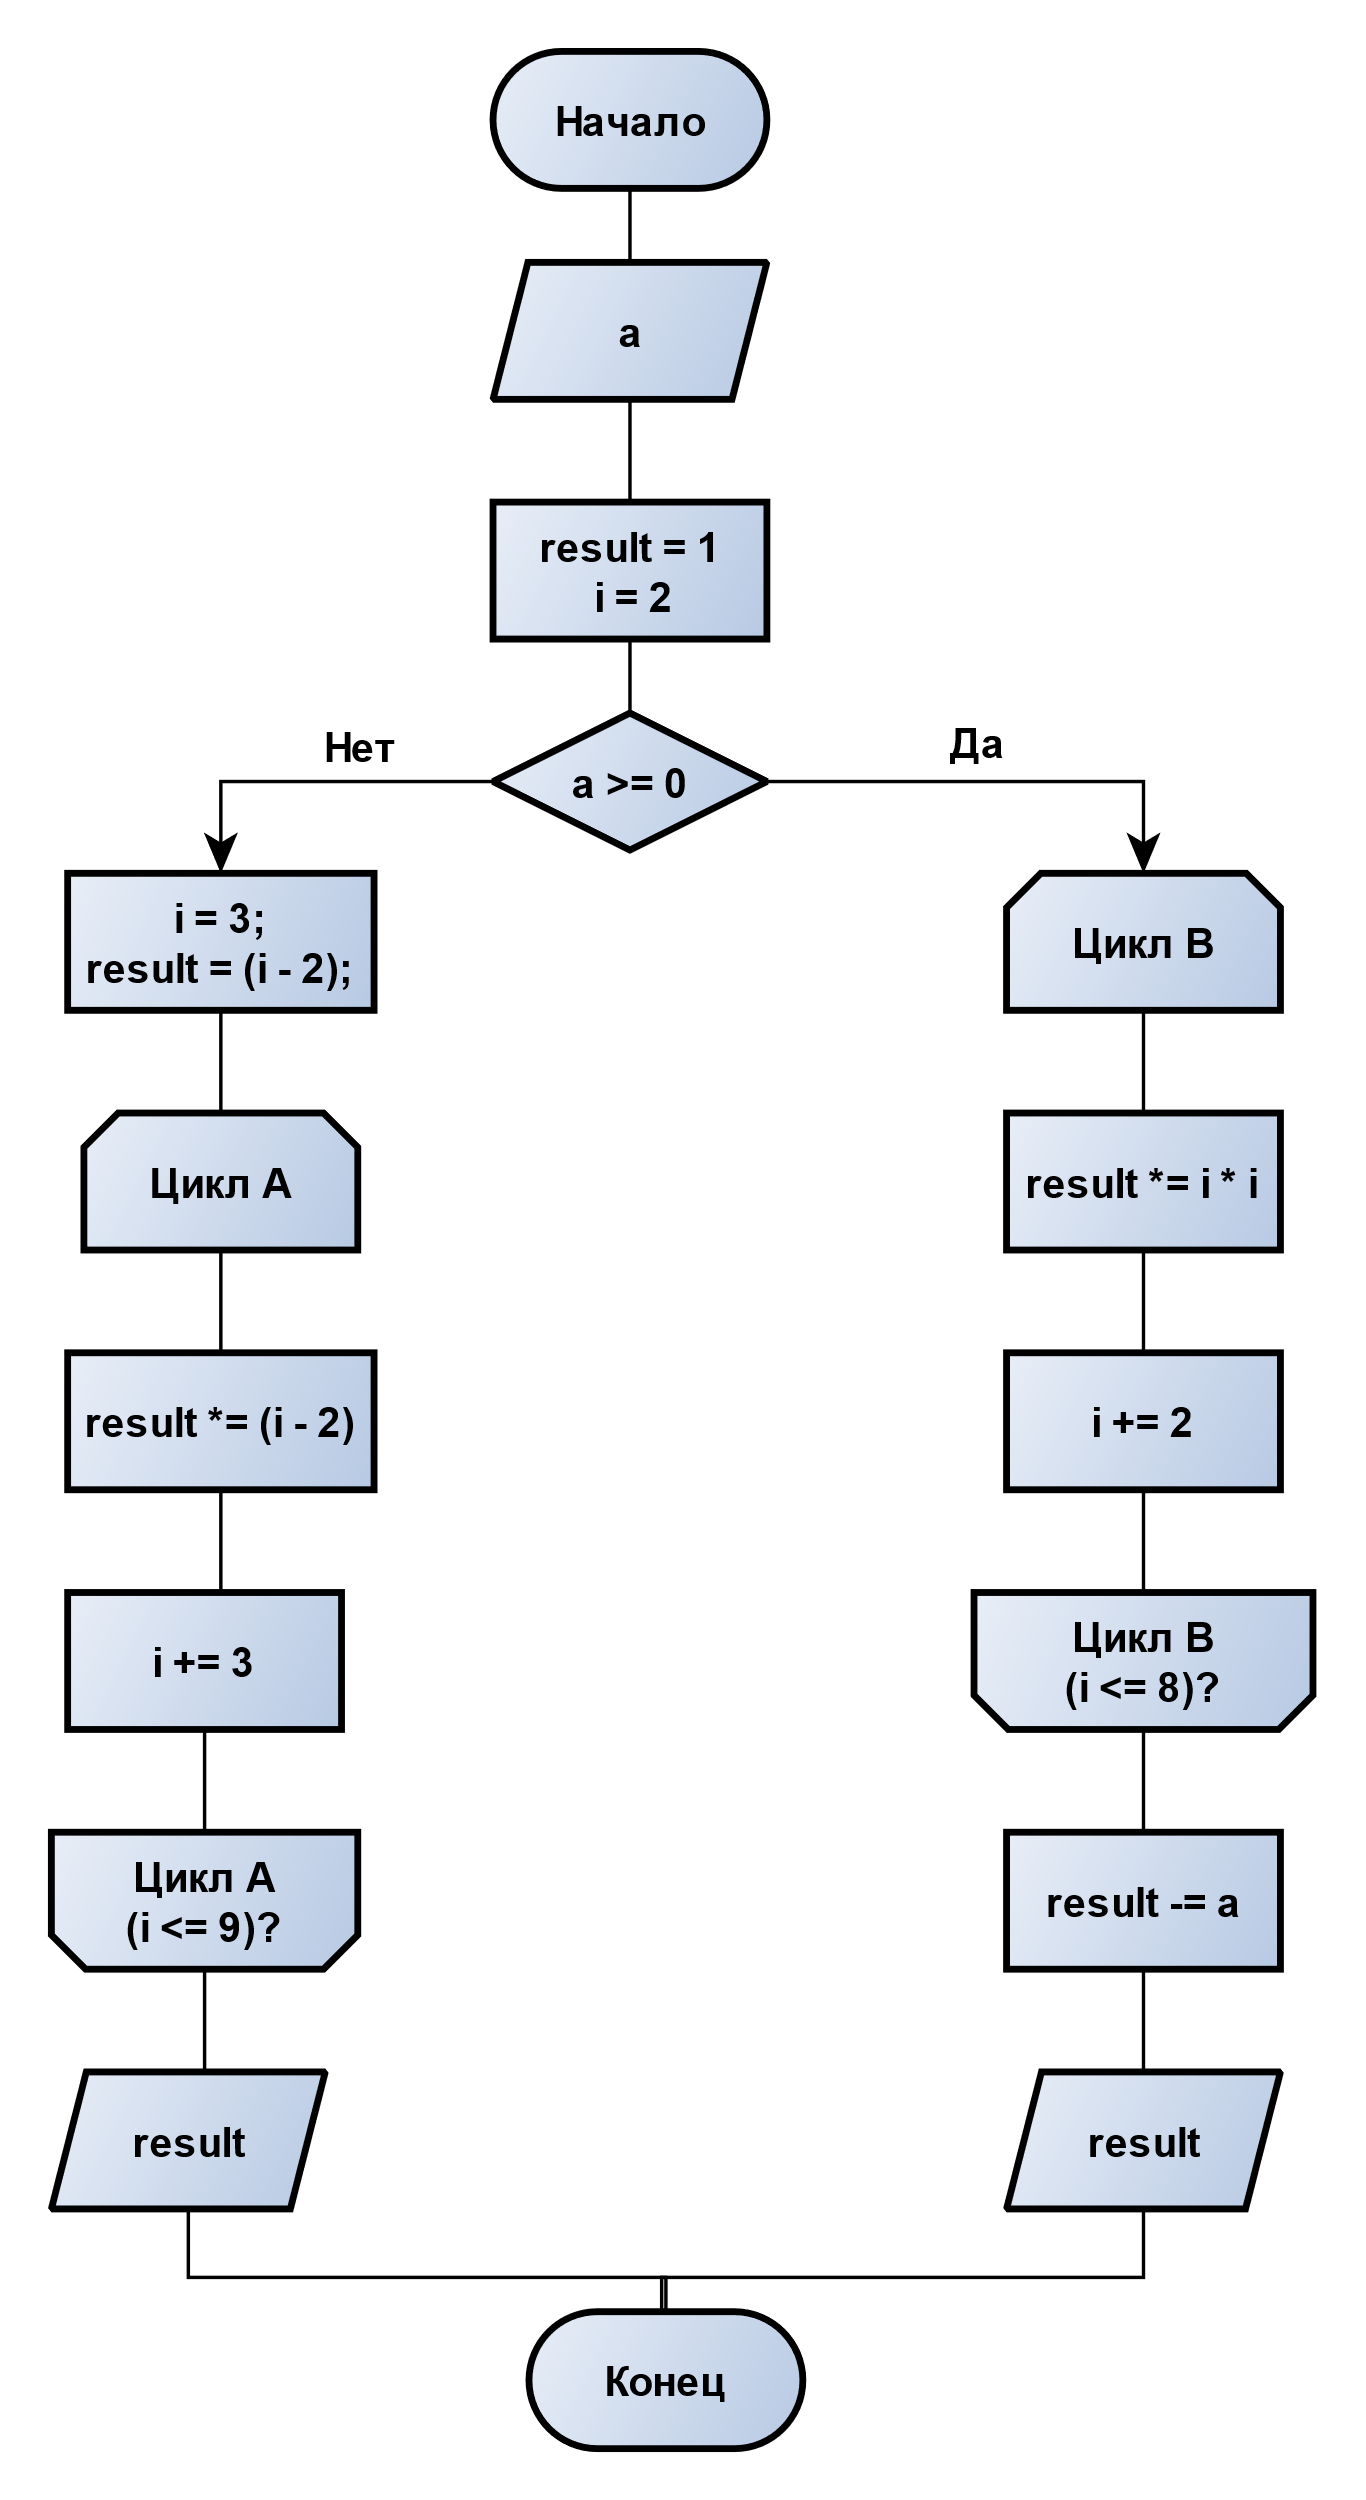 Начало
a
result = 1
i = 2
a >= 0
Нет
Да
i = 3;
result = (i - 2);
Цикл A
result *= (i - 2)
i += 3
Цикл A
(i <= 9)?
result
Цикл B
result *= i * i
i += 2
Цикл B
(i <= 8)?
result -= a
result
Конец